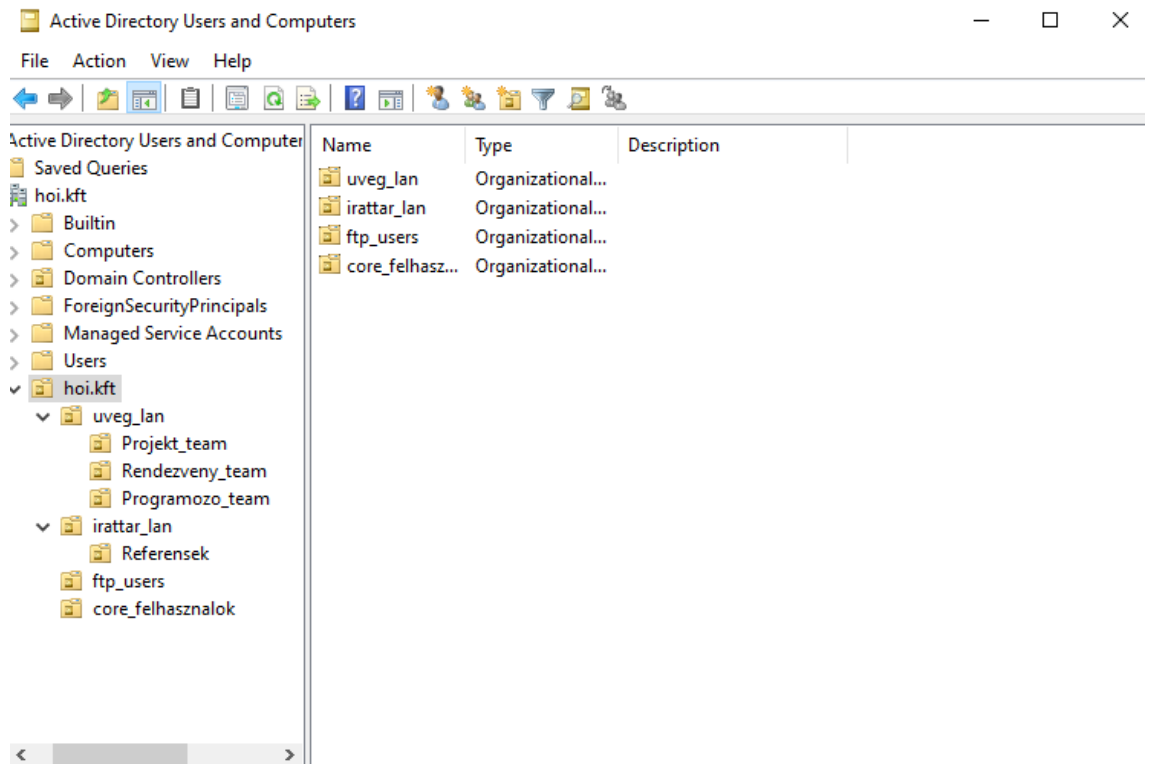 Active Directory Users and Computers
File Action View Help
Active Directory Users and Computer
Saved Queries
hoi.kft
Builtin
Computers
Domain Controllers
ForeignSecurityPrincipals
Managed Service Accounts
Users
hoi.kft
uveg_lan
Projekt_team
Rendezveny_team
Programozo_team
irattar_lan
Referensek
ftp_users
core_felhasznalok
Name Type Description
uveg_lan Organizational...
irattar_lan Organizational...
ftp_users Organizational...
core_felhasz... Organizational...